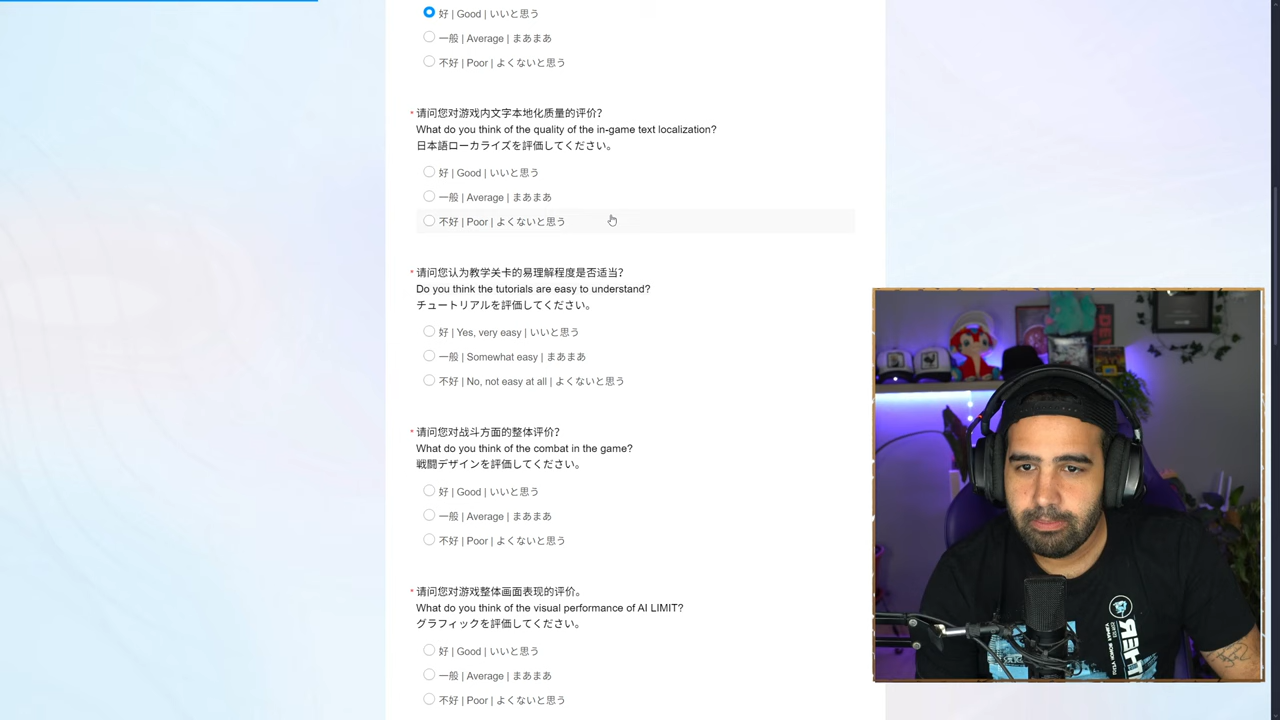 好 | Good | いいと思う
一般 | Average | まあまあ
不好 | Poor | よくないと思う
* 请问您对游戏内文字本地化质量的评价？
What do you think of the quality of the in-game text localization?
日本語ローカライズを評価してください。
好 | Good | いいと思う
一般 | Average | まあまあ
不好 | Poor | よくないと思う
* 请问您认为教学关卡的易理解程度是否适当？
Do you think the tutorials are easy to understand?
チュートリアルを評価してください。
好 | Yes, very easy | いいと思う
一般 | Somewhat easy | まあまあ
不好 | No, not easy at all | よくないと思う
* 请问您对战斗方面的整体评价？
What do you think of the combat in the game?
戦闘デザインを評価してください。
好 | Good | いいと思う
一般 | Average | まあまあ
不好 | Poor | よくないと思う
* 请问您对游戏整体画面表现的评价。
What do you think of the visual performance of AI LIMIT?
グラフィックを評価してください。
好 | Good | いいと思う
一般 | Average | まあまあ
不好 | Poor | よくないと思う